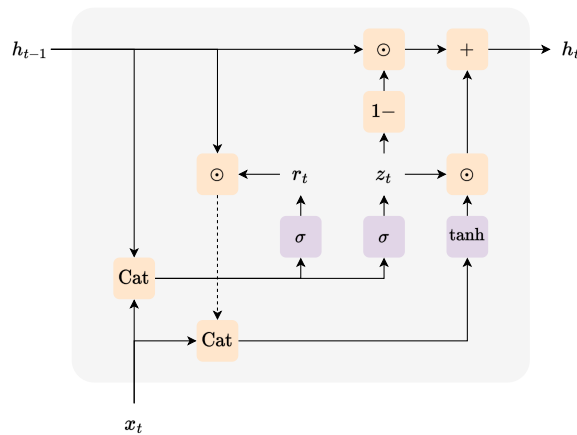 h_{t−1} ⊙ + h_t
1−
⊙ r_t z_t ⊙
σ σ tanh
Cat
Cat
x_t